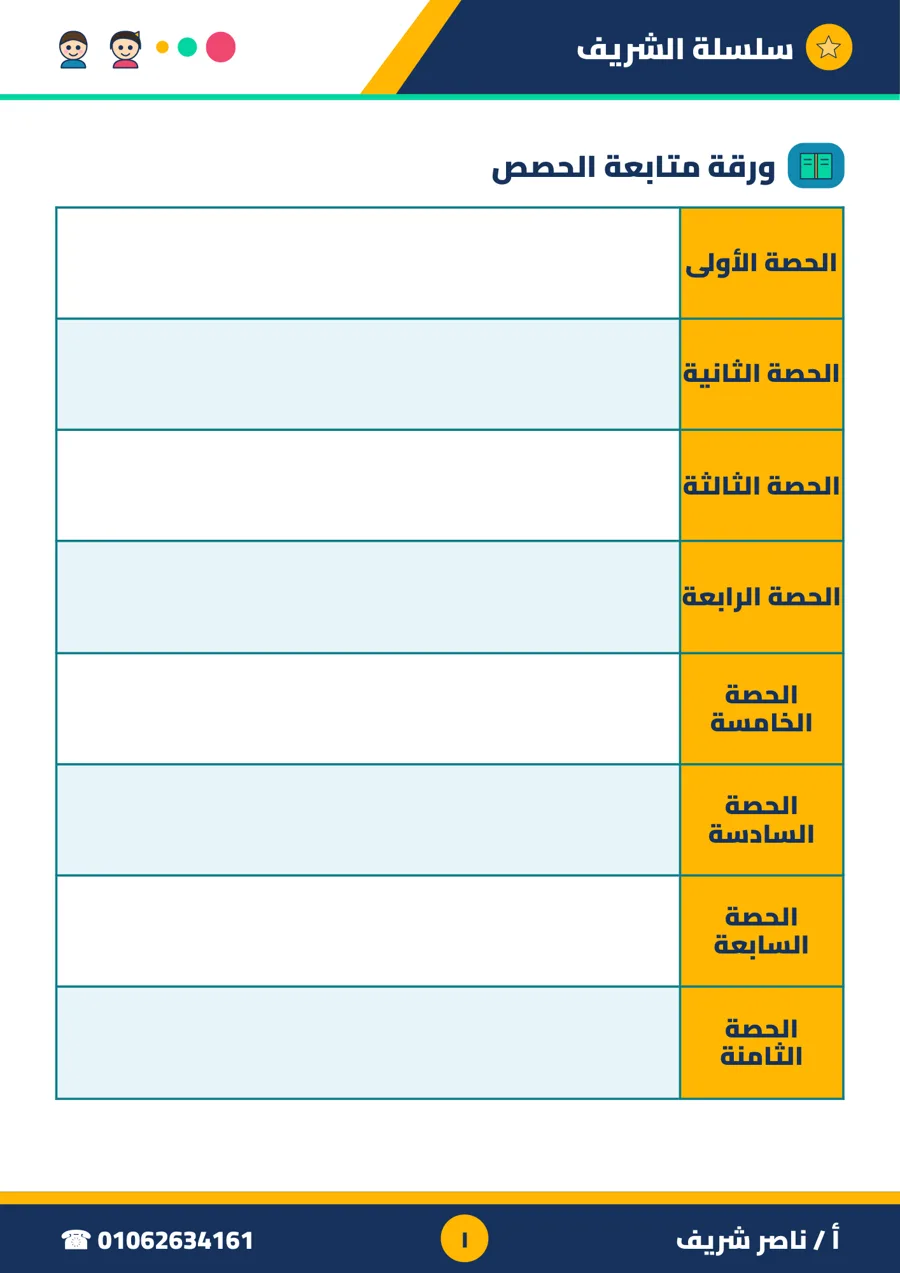 سلسلة الشريف
ورقة متابعة الحصص
الحصة الأولى
الحصة الثانية
الحصة الثالثة
الحصة الرابعة
الحصة
الخامسة
الحصة
السادسة
الحصة
السابعة
الحصة
الثامنة
أ / ناصر شريف
١
☎ 01062634161